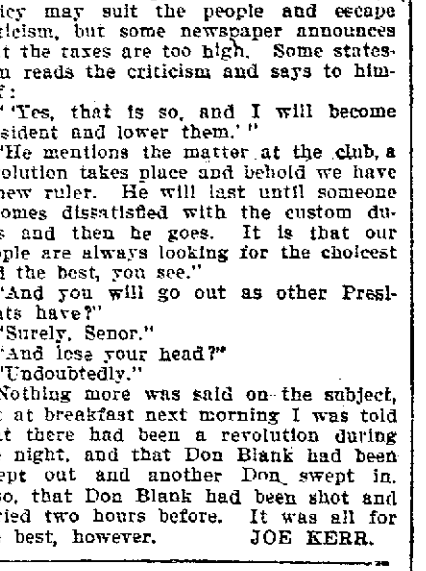 icy may suit the people and escape
ticism, but some newspaper announces
t the taxes are too high. Some states-
n reads the criticism and says to him-
f:
"'Yes, that is so, and I will become
sident and lower them.'"
"He mentions the matter at the club, a
olution takes place and behold we have
new ruler. He will last until someone
omes dissatisfied with the custom du-
s and then he goes. It is that our
ople are always looking for the choicest
d the best, you see."
"And you will go out as other Presi-
nts have?"
"Surely, Senor."
"And lose your head?"
"Undoubtedly."
Nothing more was said on the subject,
t at breakfast next morning I was told
t there had been a revolution during
e night, and that Don Blank had been
ept out and another Don swept in.
so, that Don Blank had been shot and
ried two hours before. It was all for
e best, however. JOE KERR.